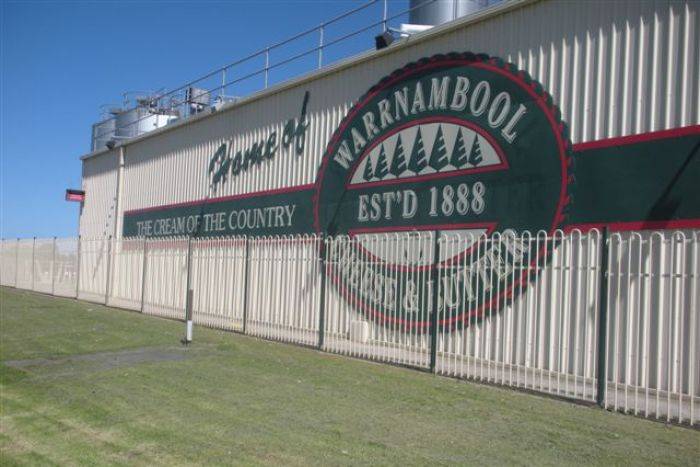 Home of
THE CREAM OF THE COUNTRY
WARRNAMBOOL
EST'D 1888
CHEESE & BUTTER